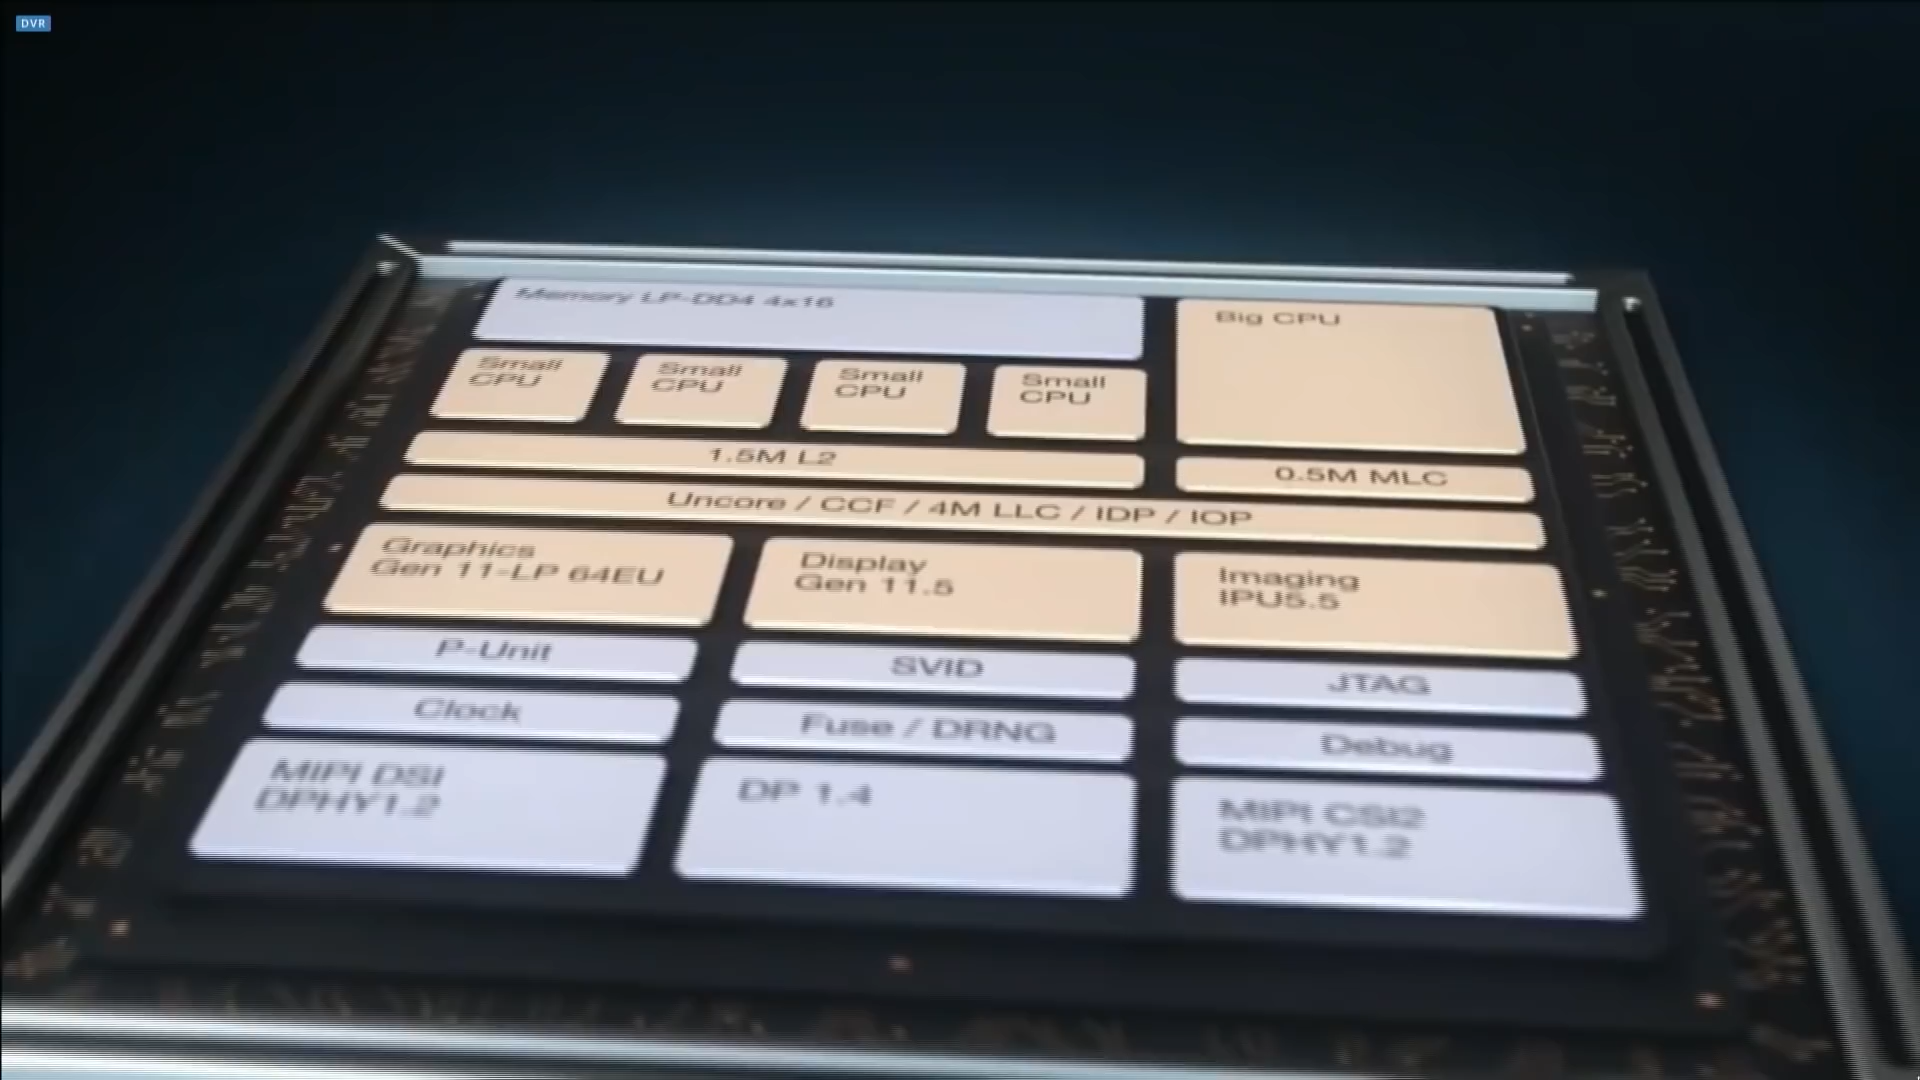 DVR
Memory LP-DD4 4x16
Big CPU
Small
CPU
Small
CPU
Small
CPU
Small
CPU
1.5M L2
0.5M MLC
Uncore / CCF / 4M LLC / IDP / IOP
Graphics
Gen 11-LP 64EU
Display
Gen 11.5
Imaging
IPU5.5
P-Unit
SVID
JTAG
Clock
Fuse / DRNG
Debug
MIPI DSI
DPHY1.2
DP 1.4
MIPI CSI2
DPHY1.2